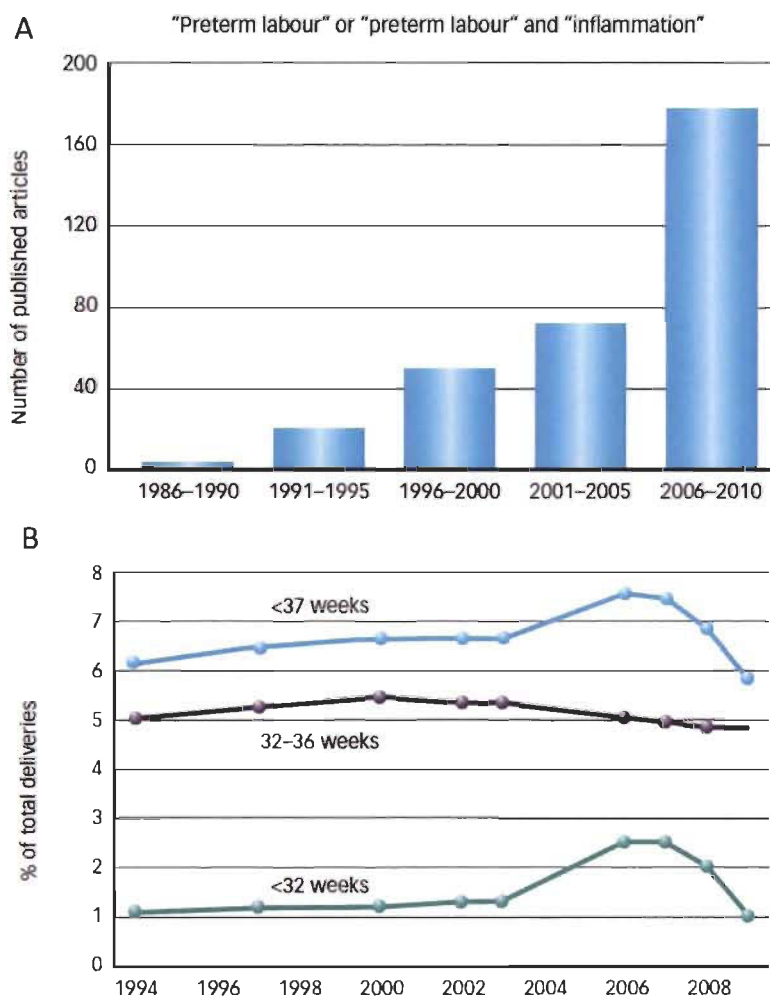 A
"Preterm labour" or "preterm labour" and "inflammation"
Number of published articles
200
160
120
80
40
0
1986–1990 1991–1995 1996–2000 2001–2005 2006–2010
B
% of total deliveries
8
7
6
5
4
3
2
1
0
<37 weeks
32–36 weeks
<32 weeks
1994 1996 1998 2000 2002 2004 2006 2008